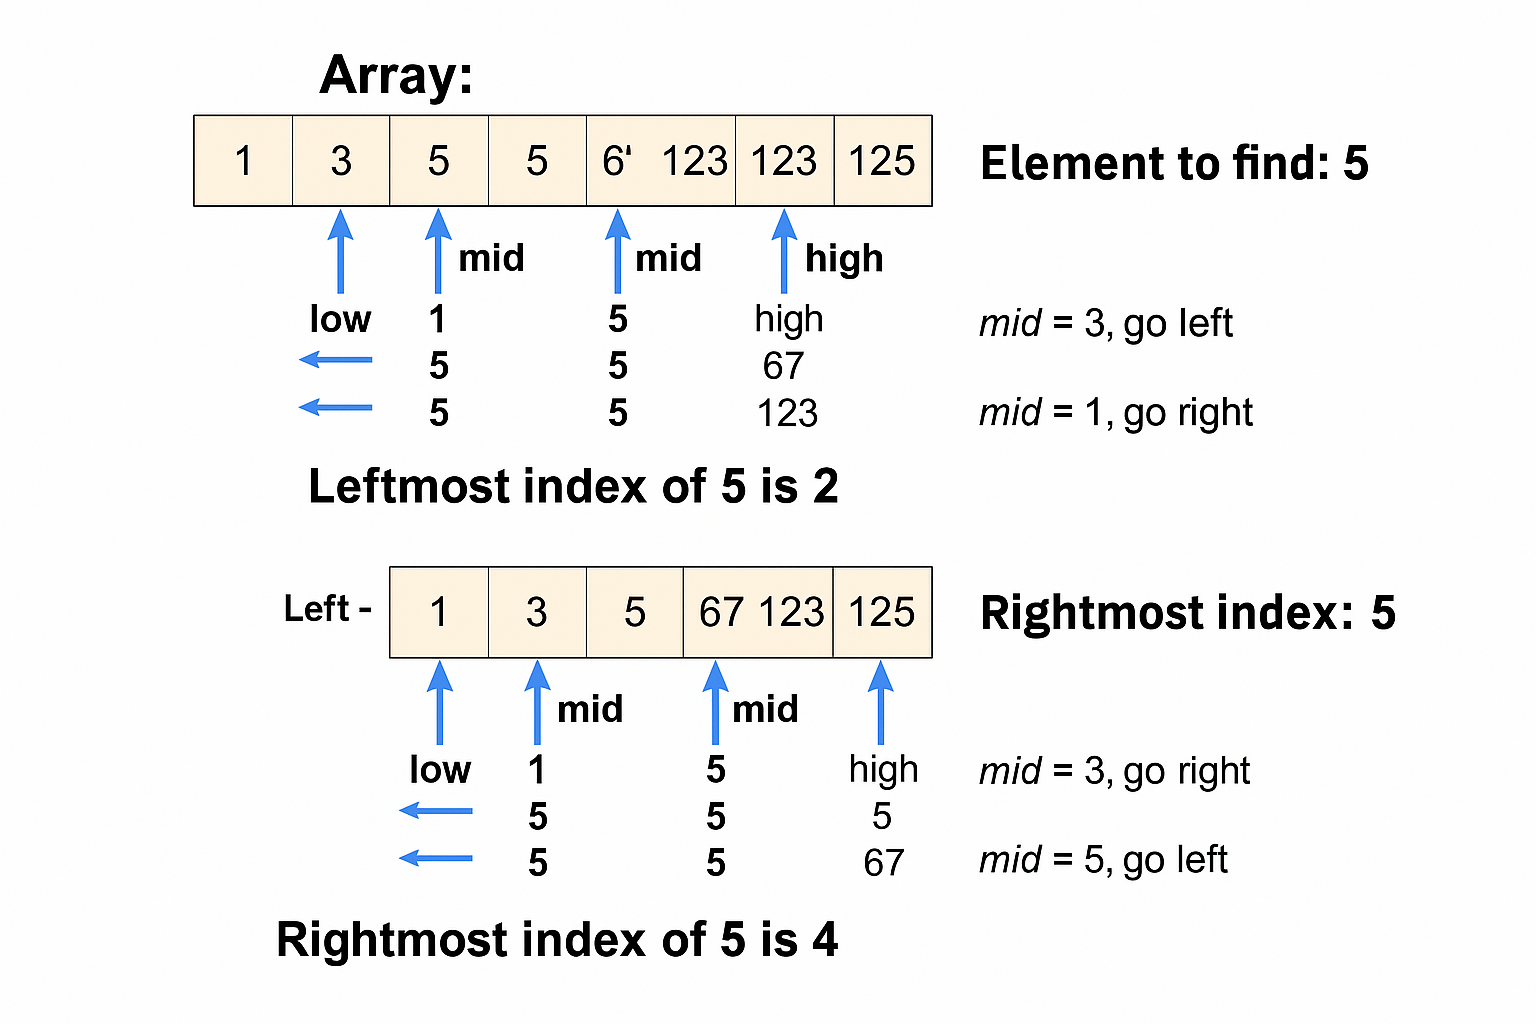 Array:
1 3 5 5 6' 123 123 125
Element to find: 5
mid mid high
low 1 5 high
mid = 3, go left
5 5 67
5 5 123
mid = 1, go right
Leftmost index of 5 is 2
Left - 1 3 5 67 123 125
Rightmost index: 5
mid mid
low 1 5 high
mid = 3, go right
5 5 5
5 5 67
mid = 5, go left
Rightmost index of 5 is 4